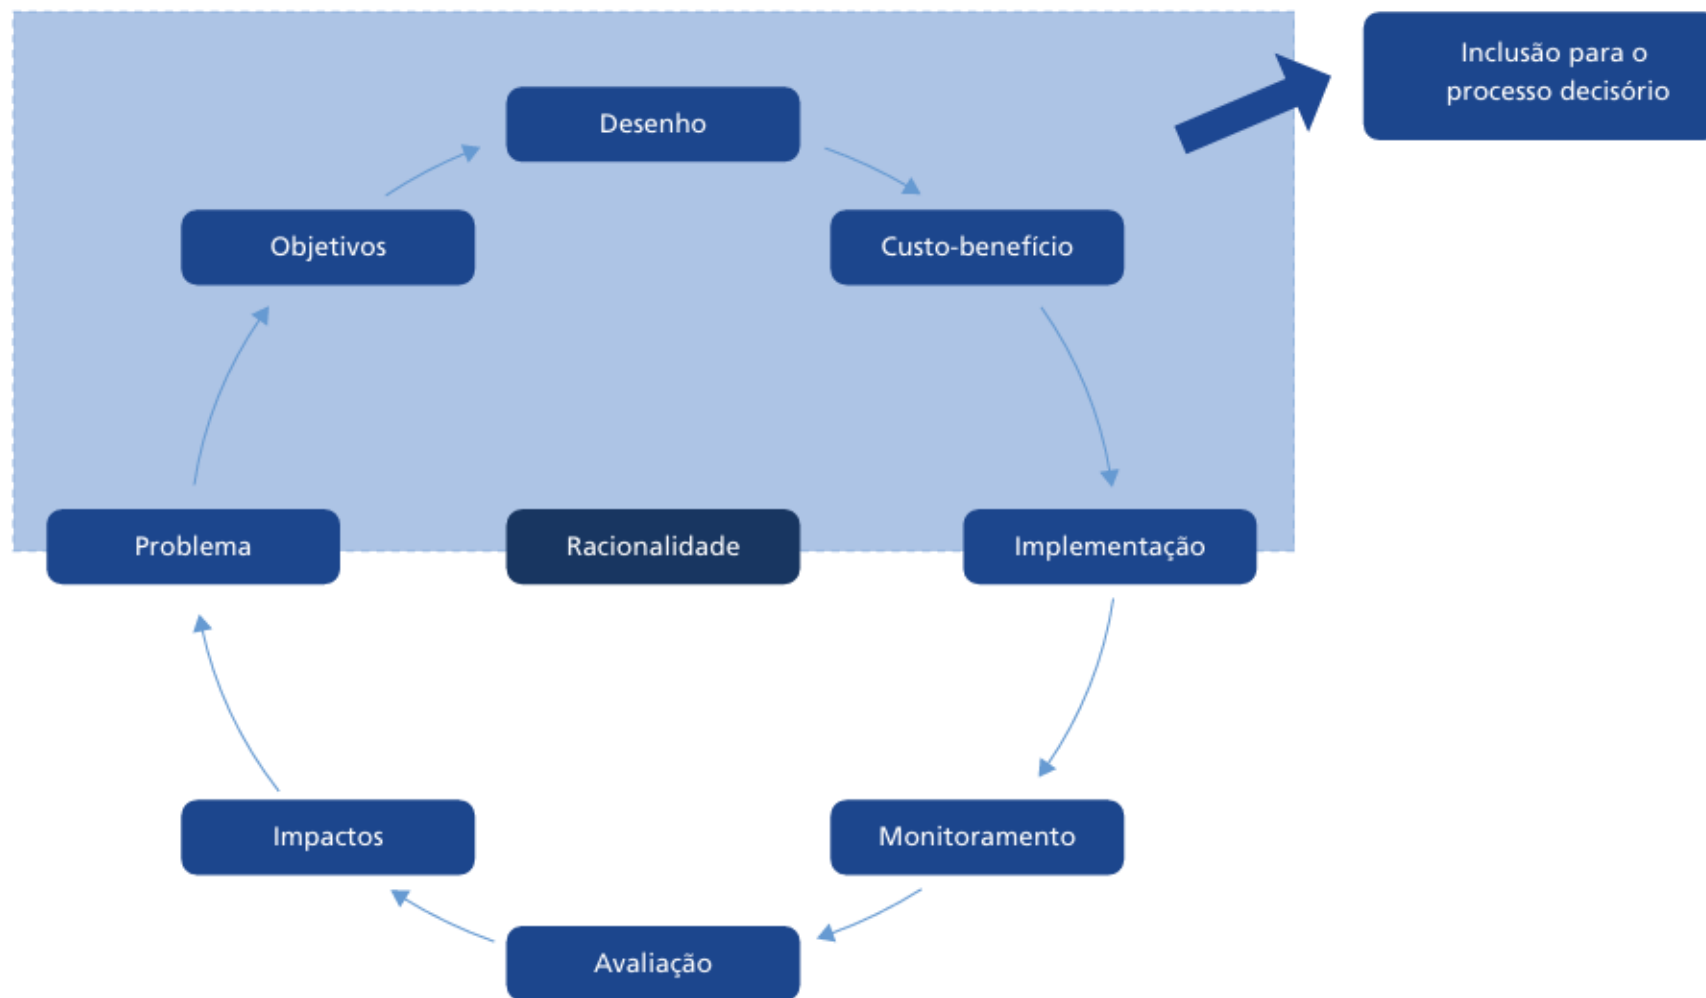 Inclusão para o
processo decisório
Desenho
Objetivos
Custo-benefício
Problema
Racionalidade
Implementação
Impactos
Monitoramento
Avaliação